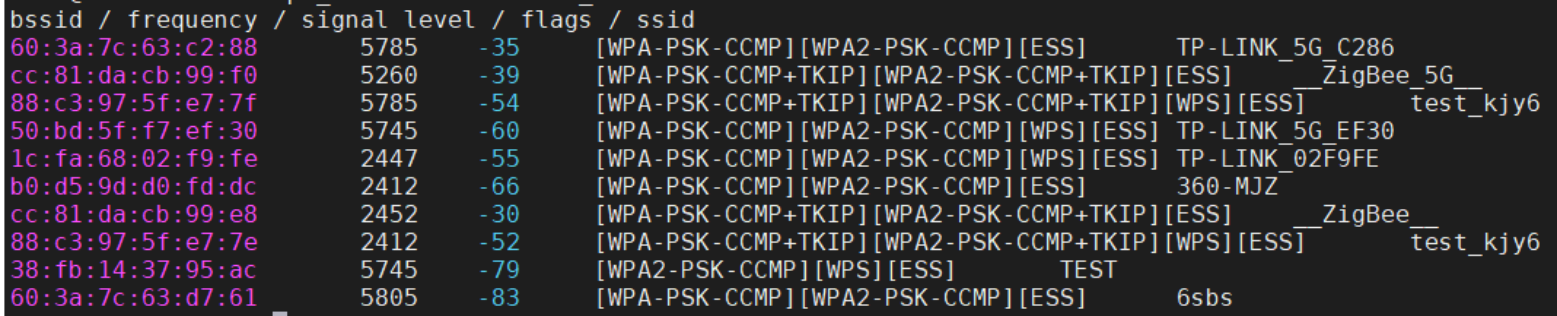 bssid / frequency / signal level / flags / ssid
60:3a:7c:63:c2:88 5785 -35 [WPA-PSK-CCMP][WPA2-PSK-CCMP][ESS] TP-LINK_5G_C286
cc:81:da:cb:99:f0 5260 -39 [WPA-PSK-CCMP+TKIP][WPA2-PSK-CCMP+TKIP][ESS] __ZigBee_5G__
88:c3:97:5f:e7:7f 5785 -54 [WPA-PSK-CCMP+TKIP][WPA2-PSK-CCMP+TKIP][WPS][ESS] test_kjy6
50:bd:5f:f7:ef:30 5745 -60 [WPA-PSK-CCMP][WPA2-PSK-CCMP][WPS][ESS] TP-LINK_5G_EF30
1c:fa:68:02:f9:fe 2447 -55 [WPA-PSK-CCMP][WPA2-PSK-CCMP][WPS][ESS] TP-LINK_02F9FE
b0:d5:9d:d0:fd:dc 2412 -66 [WPA-PSK-CCMP][WPA2-PSK-CCMP][ESS] 360-MJZ
cc:81:da:cb:99:e8 2452 -30 [WPA-PSK-CCMP+TKIP][WPA2-PSK-CCMP+TKIP][ESS] __ZigBee__
88:c3:97:5f:e7:7e 2412 -52 [WPA-PSK-CCMP+TKIP][WPA2-PSK-CCMP+TKIP][WPS][ESS] test_kjy6
38:fb:14:37:95:ac 5745 -79 [WPA2-PSK-CCMP][WPS][ESS] TEST
60:3a:7c:63:d7:61 5805 -83 [WPA-PSK-CCMP][WPA2-PSK-CCMP][ESS] 6sbs